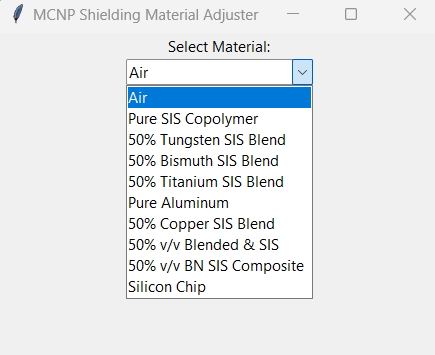 MCNP Shielding Material Adjuster
Select Material:
Air
Air
Pure SIS Copolymer
50% Tungsten SIS Blend
50% Bismuth SIS Blend
50% Titanium SIS Blend
Pure Aluminum
50% Copper SIS Blend
50% v/v Blended & SIS
50% v/v BN SIS Composite
Silicon Chip